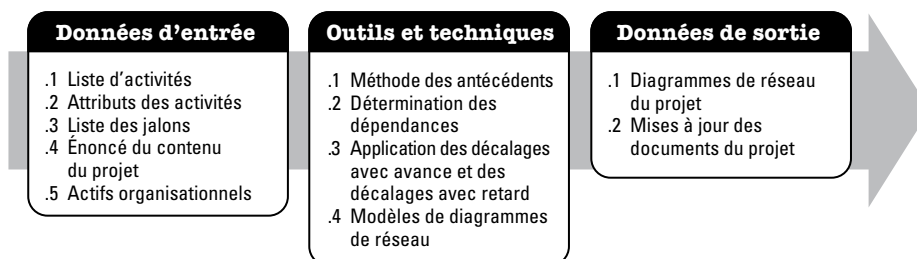 Données d'entrée
.1 Liste d'activités
.2 Attributs des activités
.3 Liste des jalons
.4 Énoncé du contenu
du projet
.5 Actifs organisationnels
Outils et techniques
.1 Méthode des antécédents
.2 Détermination des
dépendances
.3 Application des décalages
avec avance et des
décalages avec retard
.4 Modèles de diagrammes
de réseau
Données de sortie
.1 Diagrammes de réseau
du projet
.2 Mises à jour des
documents du projet